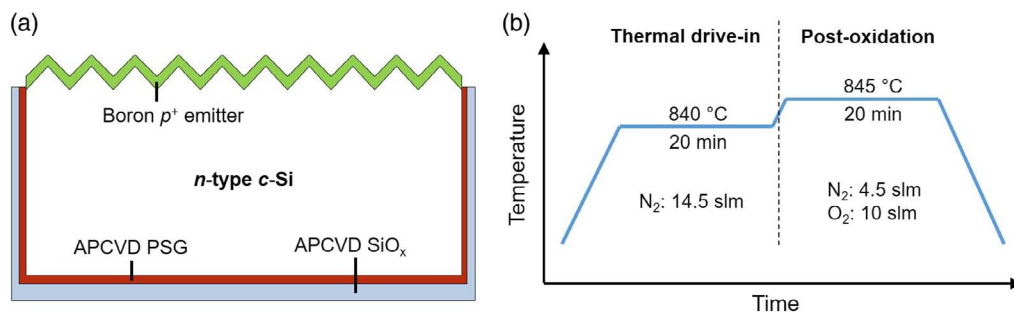 (a)
Boron p⁺ emitter
n-type c-Si
APCVD PSG
APCVD SiOₓ
(b)
Thermal drive-in
Post-oxidation
840 °C
20 min
845 °C
20 min
N₂: 14.5 slm
N₂: 4.5 slm
O₂: 10 slm
Temperature
Time